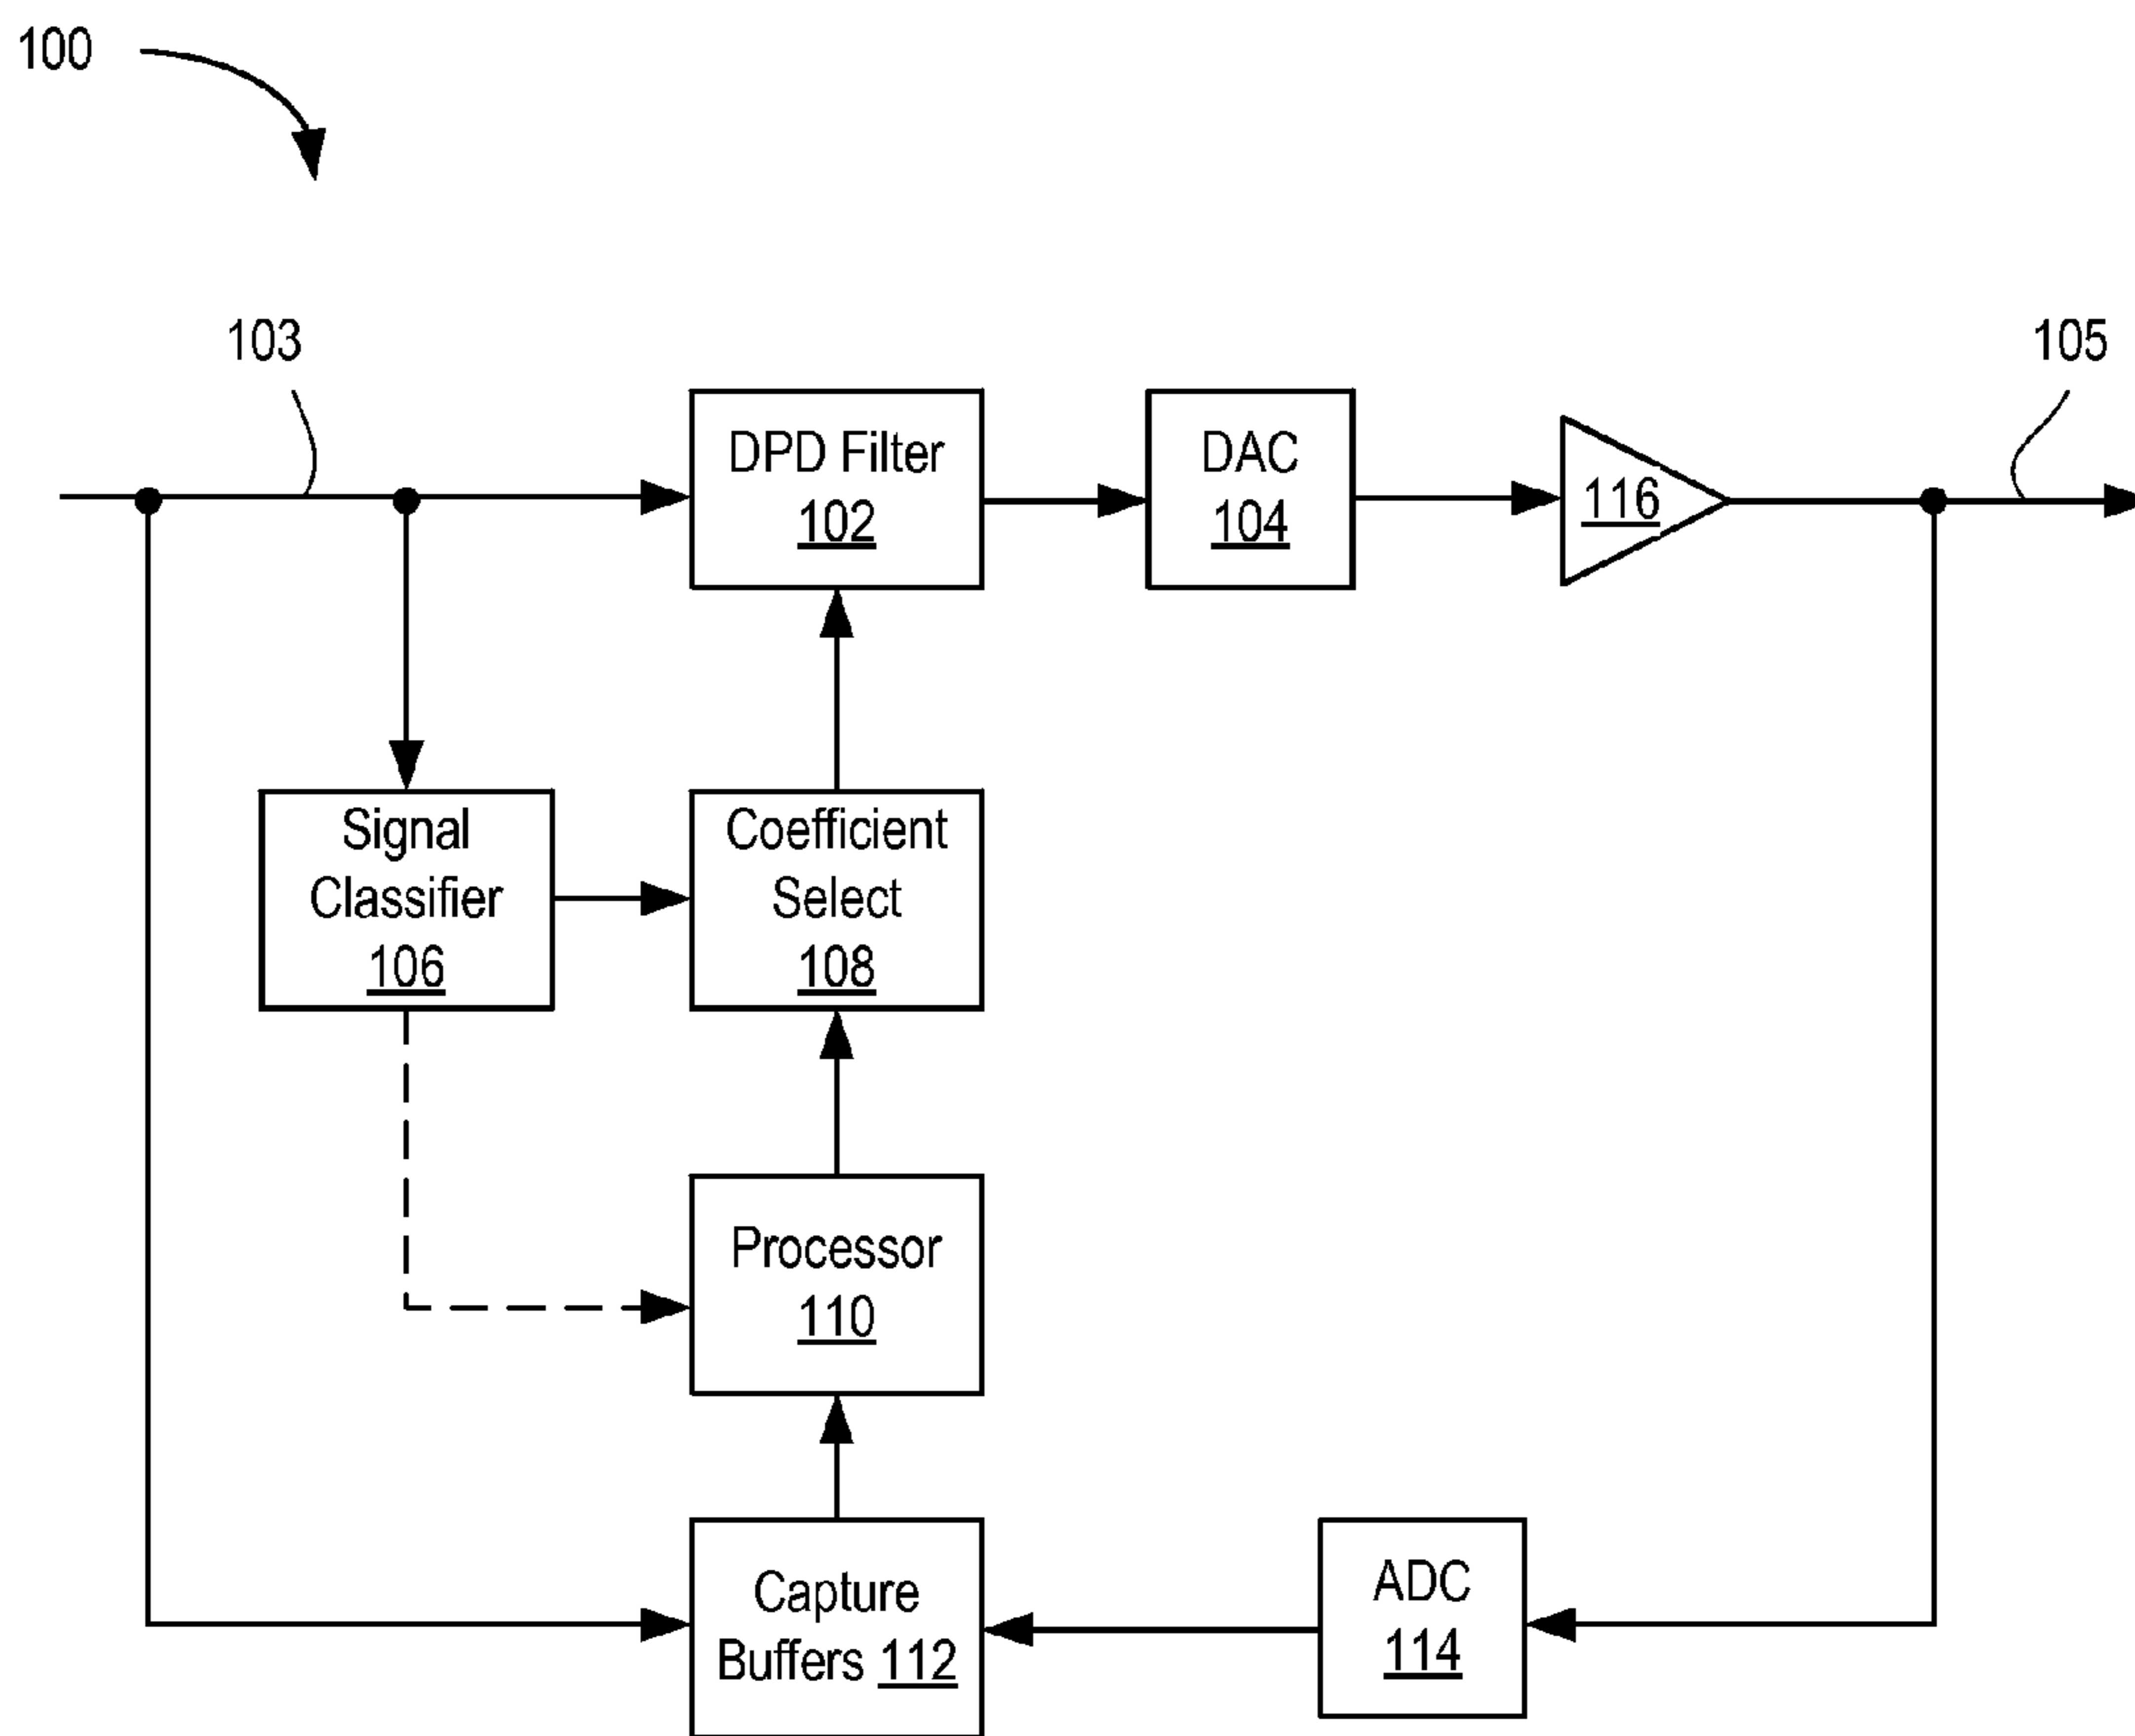 100
103
105
DPD Filter
102
DAC
104
116
Signal
Classifier
106
Coefficient
Select
108
Processor
110
Capture
Buffers 112
ADC
114